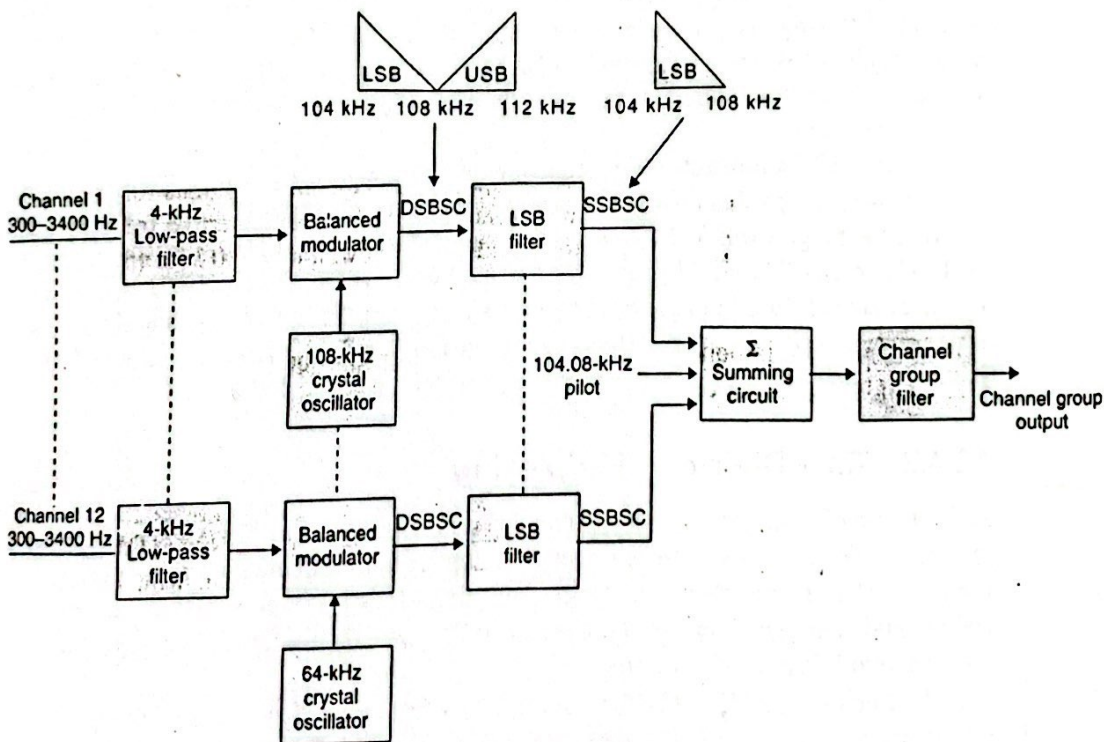 LSB
USB
104 kHz
108 kHz
112 kHz
LSB
104 kHz
108 kHz
Channel 1
300–3400 Hz
4-kHz
Low-pass
filter
Balanced
modulator
DSBSC
LSB
filter
SSBSC
108-kHz
crystal
oscillator
104.08-kHz
pilot
Σ
Summing
circuit
Channel
group
filter
Channel group
output
Channel 12
300–3400 Hz
4-kHz
Low-pass
filter
Balanced
modulator
DSBSC
LSB
filter
SSBSC
64-kHz
crystal
oscillator